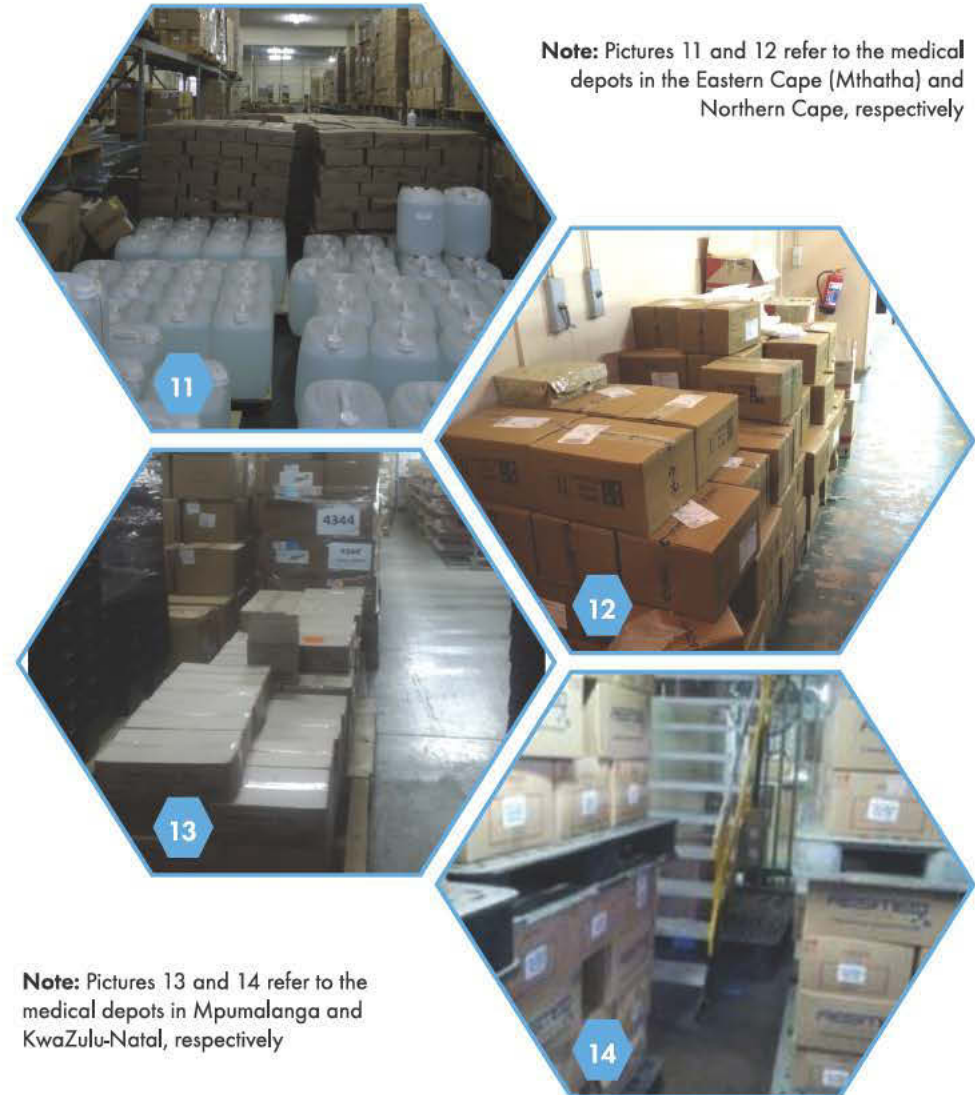 Note: Pictures 11 and 12 refer to the medical
depots in the Eastern Cape (Mthatha) and
Northern Cape, respectively
11
12
4344
13
Note: Pictures 13 and 14 refer to the
medical depots in Mpumalanga and
KwaZulu-Natal, respectively
14